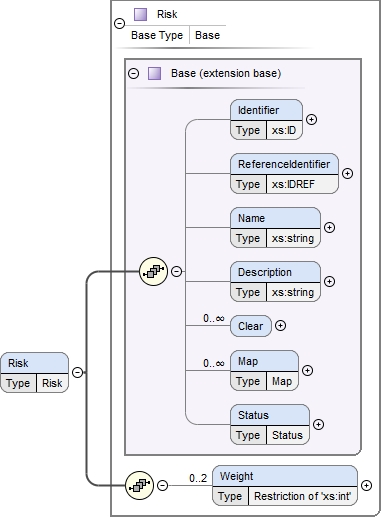 Risk
Base Type Base
Base (extension base)
Identifier
Type xs:ID
ReferenceIdentifier
Type xs:IDREF
Name
Type xs:string
Description
Type xs:string
0..∞
Clear
0..∞
Map
Type Map
Status
Type Status
Risk
Type Risk
0..2
Weight
Type Restriction of 'xs:int'